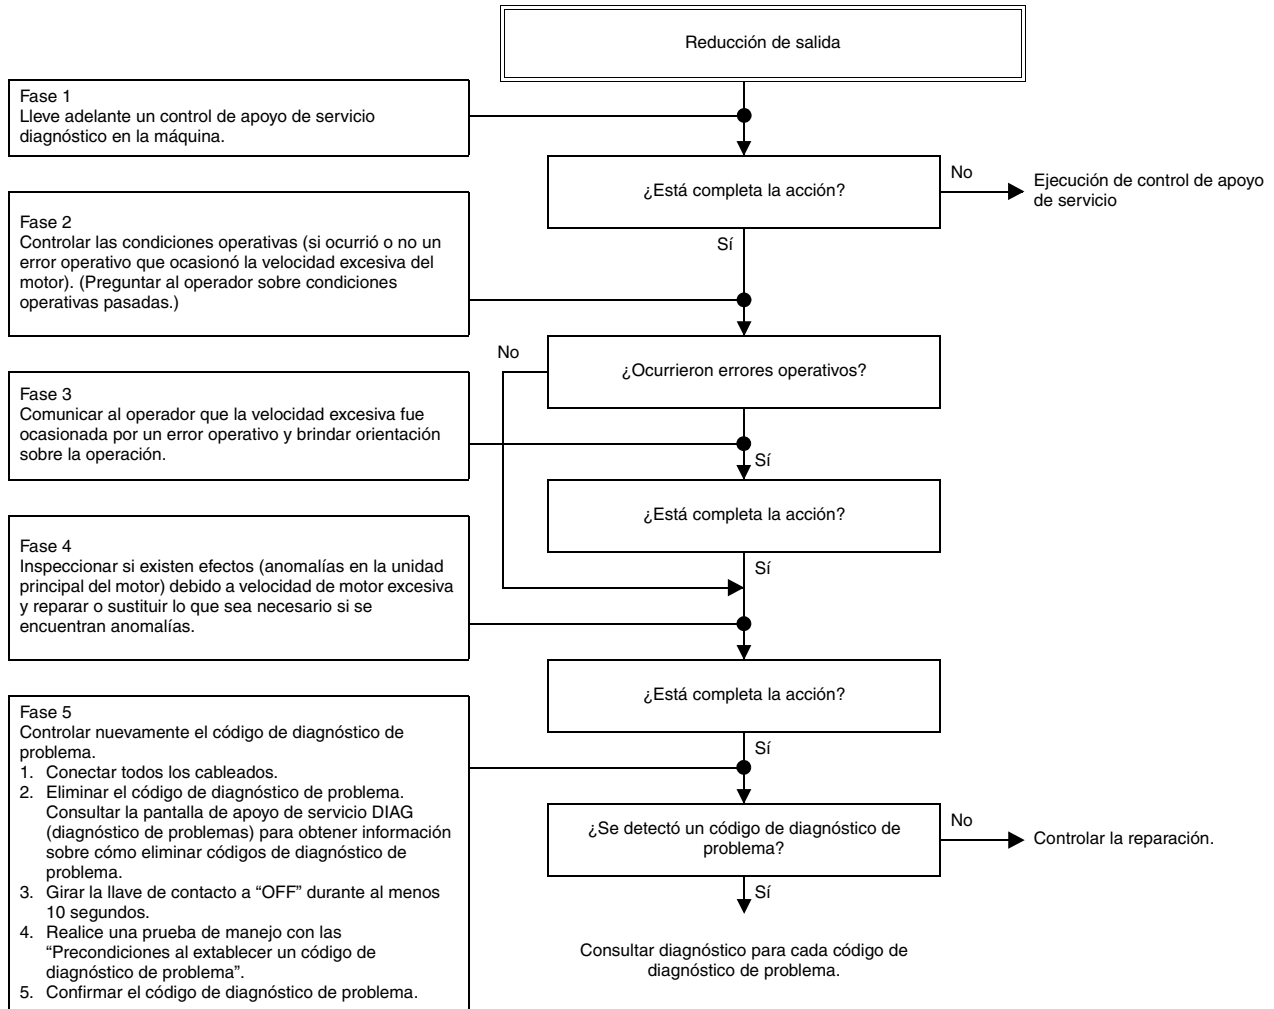 Reducción de salida
Fase 1
Lleve adelante un control de apoyo de servicio
diagnóstico en la máquina.
¿Está completa la acción?
No
Ejecución de control de apoyo
de servicio
Sí
Fase 2
Controlar las condiciones operativas (si ocurrió o no un
error operativo que ocasionó la velocidad excesiva del
motor). (Preguntar al operador sobre condiciones
operativas pasadas.)
No
¿Ocurrieron errores operativos?
Fase 3
Comunicar al operador que la velocidad excesiva fue
ocasionada por un error operativo y brindar orientación
sobre la operación.
Sí
¿Está completa la acción?
Sí
Fase 4
Inspeccionar si existen efectos (anomalías en la unidad
principal del motor) debido a velocidad de motor excesiva
y reparar o sustituir lo que sea necesario si se
encuentran anomalías.
¿Está completa la acción?
Sí
Fase 5
Controlar nuevamente el código de diagnóstico de
problema.
1. Conectar todos los cableados.
2. Eliminar el código de diagnóstico de problema.
Consultar la pantalla de apoyo de servicio DIAG
(diagnóstico de problemas) para obtener información
sobre cómo eliminar códigos de diagnóstico de
problema.
3. Girar la llave de contacto a “OFF” durante al menos
10 segundos.
4. Realice una prueba de manejo con las
“Precondiciones al extablecer un código de
diagnóstico de problema”.
5. Confirmar el código de diagnóstico de problema.
¿Se detectó un código de diagnóstico de
problema?
No
Controlar la reparación.
Sí
Consultar diagnóstico para cada código de
diagnóstico de problema.